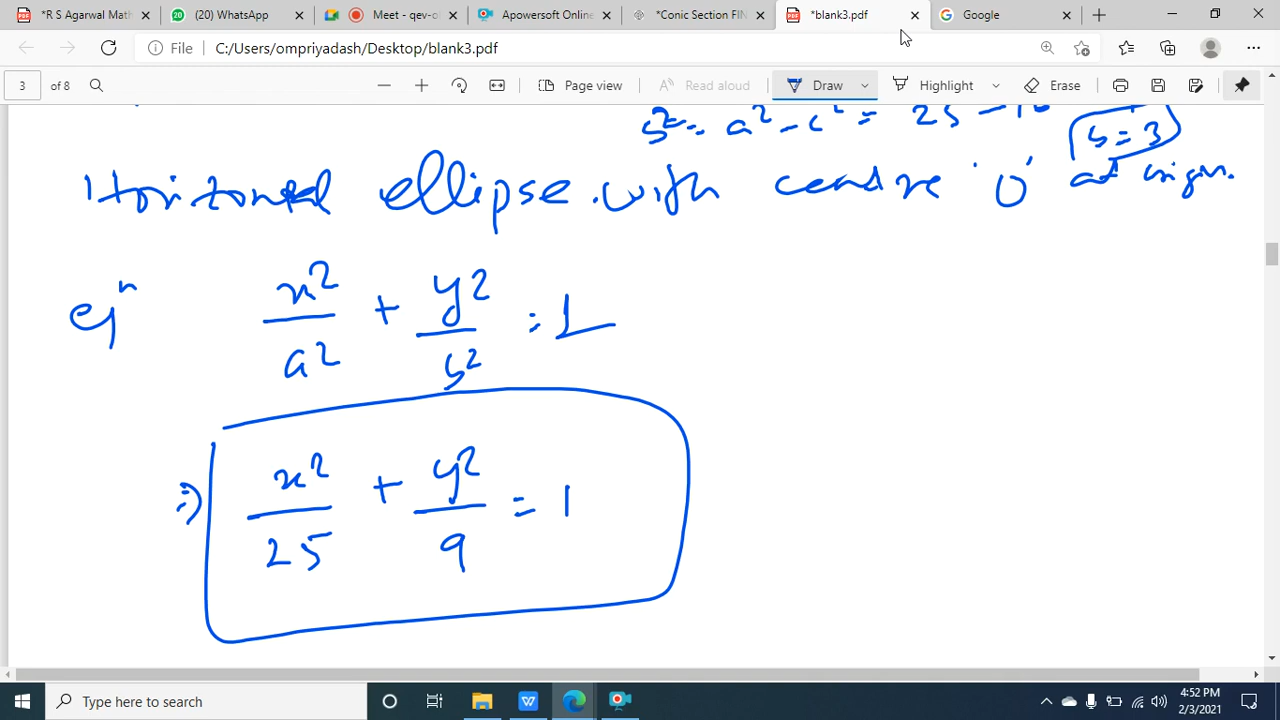 *R S Agarwal Math
(20) WhatsApp
Meet - qev-o
Apowersoft Online
*Conic Section FIN
*blank3.pdf
Google
File
C:/Users/ompriyadash/Desktop/blank3.pdf
3 of 8
Page view
Read aloud
Draw
Highlight
Erase
b² = a² - c² = 25 - 16
b = 3
Horizontal ellipse with centre 'O' at origin.
eqⁿ x²/a² + y²/b² = 1
⇒ x²/25 + y²/9 = 1
Type here to search
4:52 PM
2/3/2021